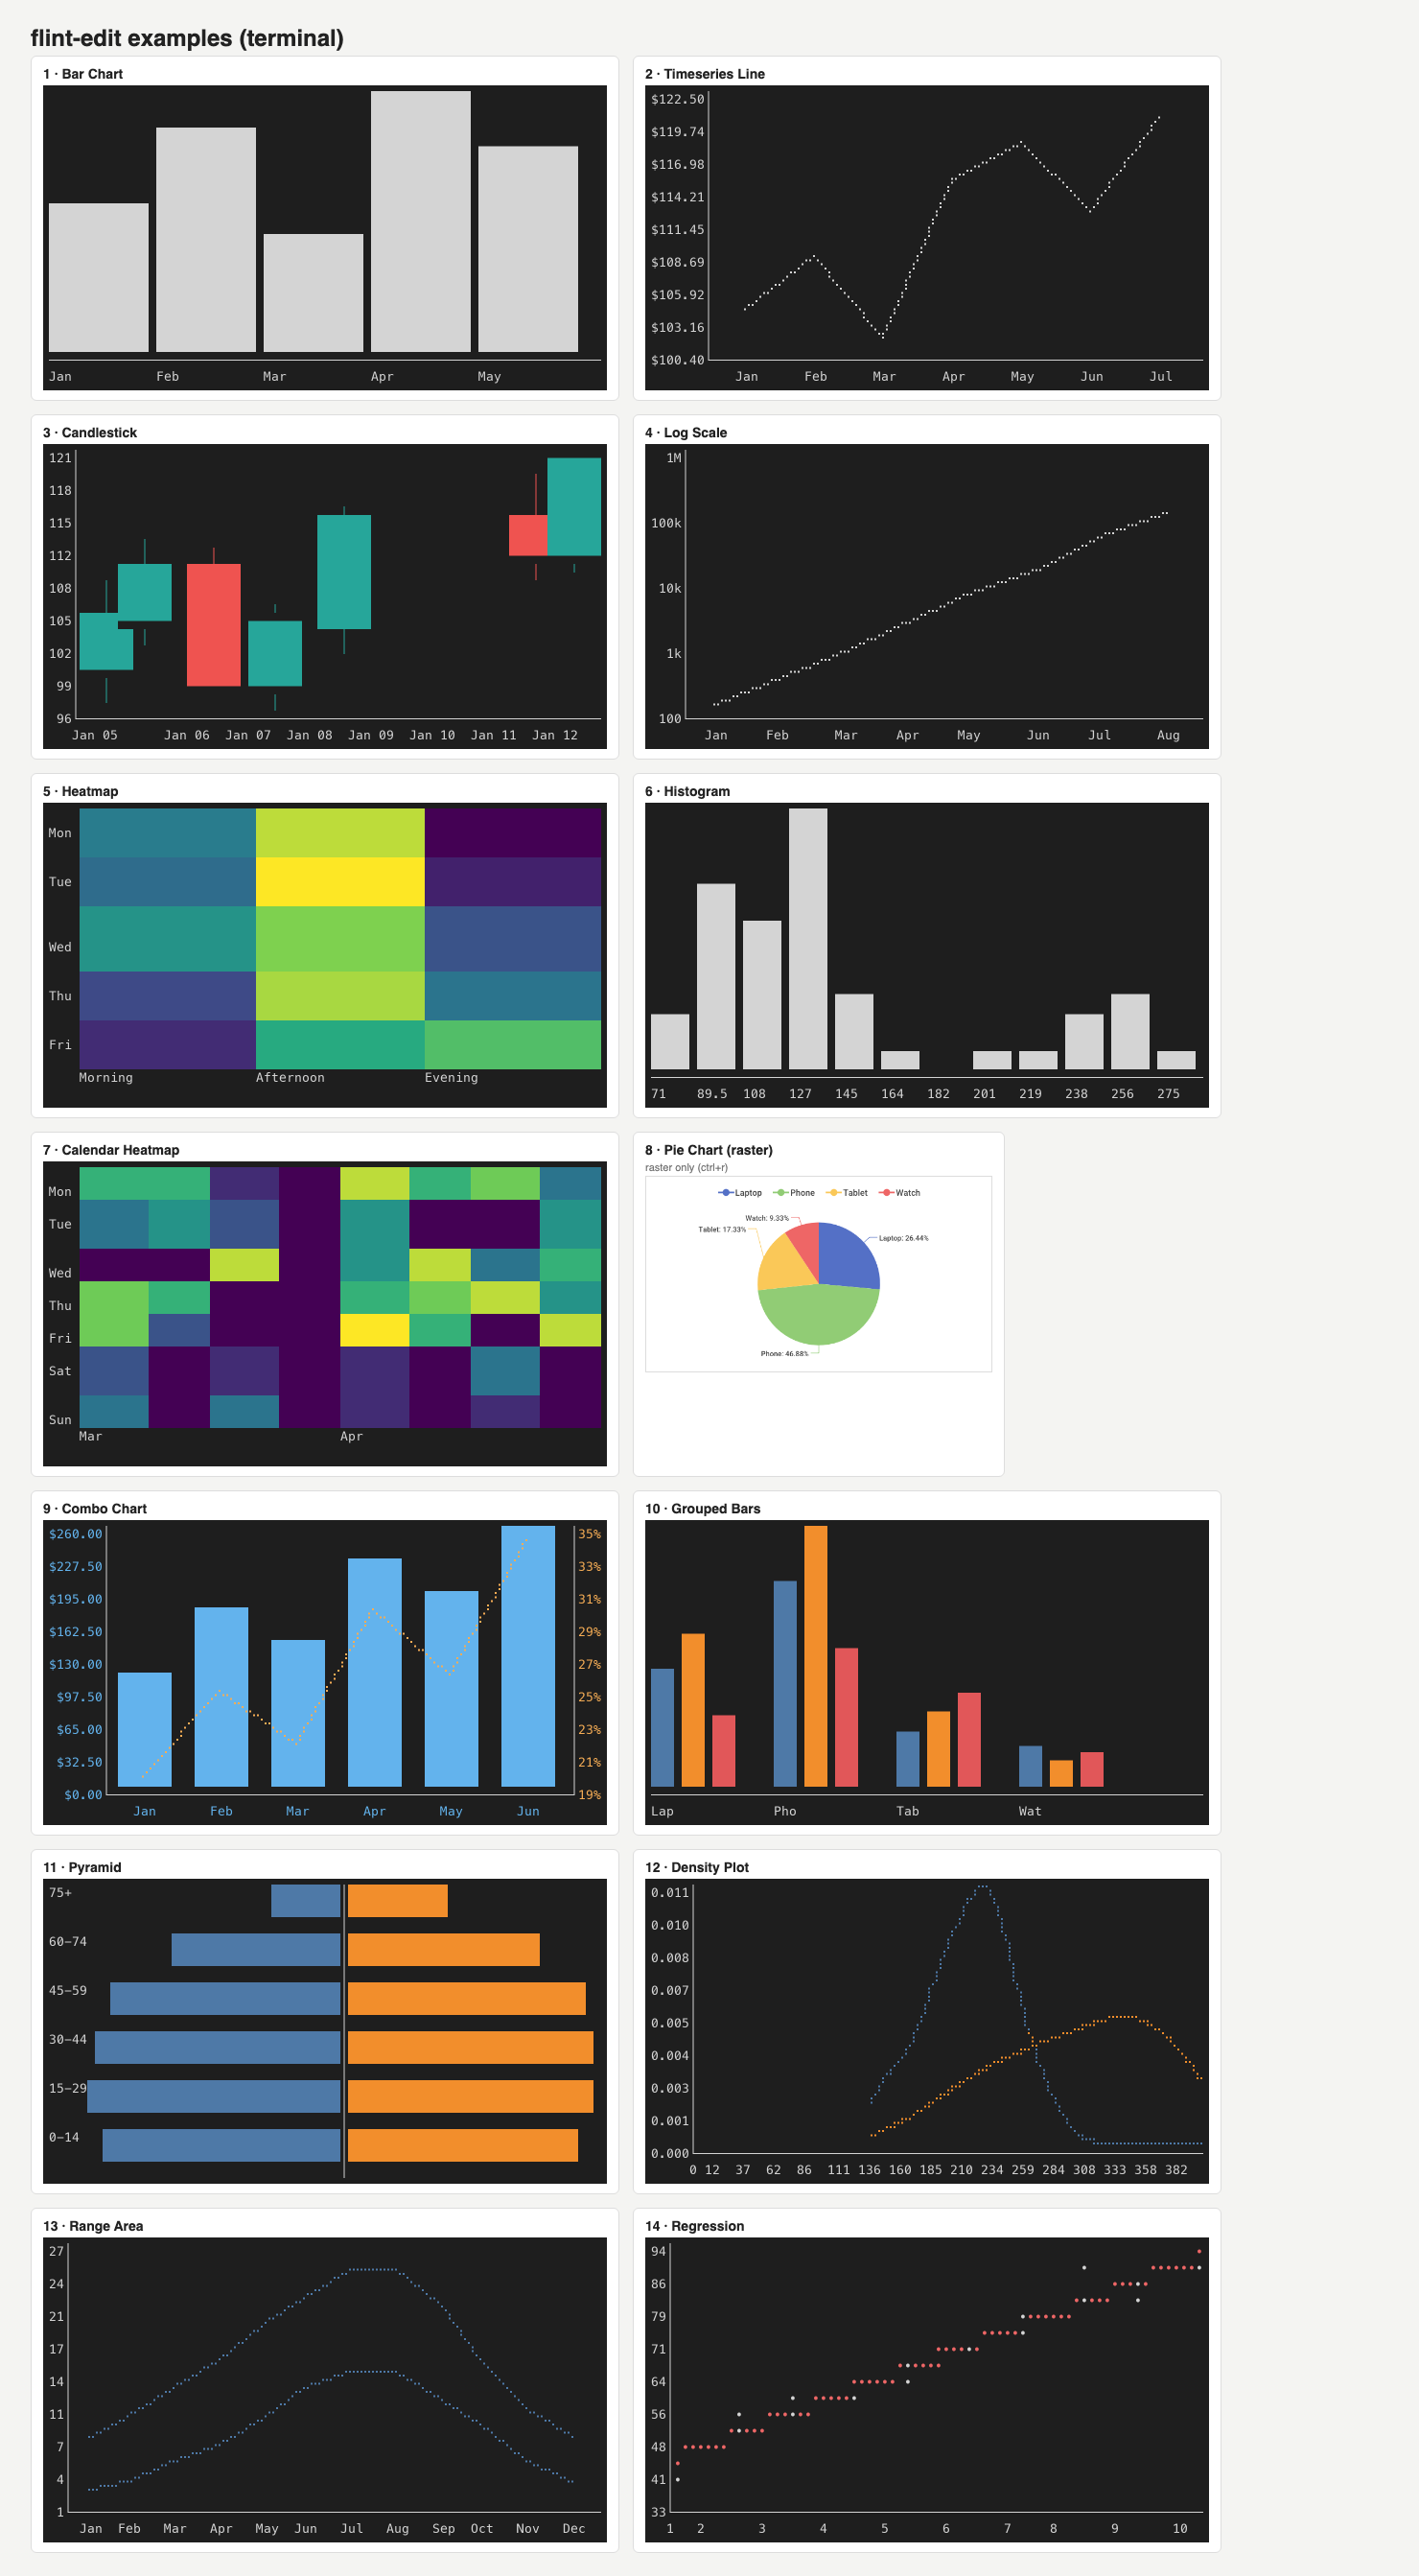 flint-edit examples (terminal)
1 · Bar Chart
Jan Feb Mar Apr May
2 · Timeseries Line
$122.50
$119.74
$116.98
$114.21
$111.45
$108.69
$105.92
$103.16
$100.40
Jan Feb Mar Apr May Jun Jul
3 · Candlestick
121
118
115
112
108
105
102
99
96
Jan 05 Jan 06 Jan 07 Jan 08 Jan 09 Jan 10 Jan 11 Jan 12
4 · Log Scale
1M
100k
10k
1k
100
Jan Feb Mar Apr May Jun Jul Aug
5 · Heatmap
Mon
Tue
Wed
Thu
Fri
Morning Afternoon Evening
6 · Histogram
71 89.5 108 127 145 164 182 201 219 238 256 275
7 · Calendar Heatmap
Mon
Tue
Wed
Thu
Fri
Sat
Sun
Mar Apr
8 · Pie Chart (raster)
raster only (ctrl+r)
Laptop Phone Tablet Watch
Watch: 9.33%
Tablet: 17.33%
Laptop: 26.44%
Phone: 46.88%
9 · Combo Chart
$260.00 35%
$227.50 33%
$195.00 31%
$162.50 29%
$130.00 27%
$97.50 25%
$65.00 23%
$32.50 21%
$0.00 19%
Jan Feb Mar Apr May Jun
10 · Grouped Bars
Lap Pho Tab Wat
11 · Pyramid
75+
60−74
45−59
30−44
15−29
0−14
12 · Density Plot
0.011
0.010
0.008
0.007
0.005
0.004
0.003
0.001
0.000
0 12 37 62 86 111 136 160 185 210 234 259 284 308 333 358 382
13 · Range Area
27
24
21
17
14
11
7
4
1
Jan Feb Mar Apr May Jun Jul Aug Sep Oct Nov Dec
14 · Regression
94
86
79
71
64
56
48
41
33
1 2 3 4 5 6 7 8 9 10